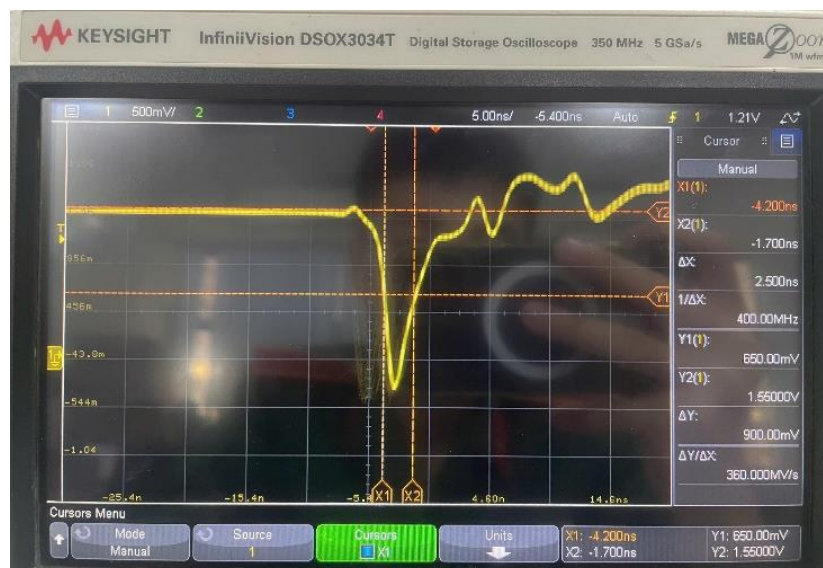 KEYSIGHT InfiniiVision DSOX3034T Digital Storage Oscilloscope 350 MHz 5 GSa/s MEGA Zoom
1 500mV/ 2 3 4 5.00ns/ -5.400ns Auto 1 1.21V
Cursor
Manual
X1(1):
-4.200ns
X2(1):
-1.700ns
ΔX:
2.500ns
1/ΔX:
400.00MHz
Y1(1):
650.00mV
Y2(1):
1.55000V
ΔY:
900.00mV
ΔY/ΔX:
360.000MV/s
Y2
T
956m
Y1
456m
-43.8m
-544m
-1.04
-25.4n -15.4n X1 X2 4.60n 14.6ns
Cursors Menu
Mode
Manual
Source
1
Cursors
X1
Units
X1: -4.200ns
X2: -1.700ns
Y1: 650.00mV
Y2: 1.55000V